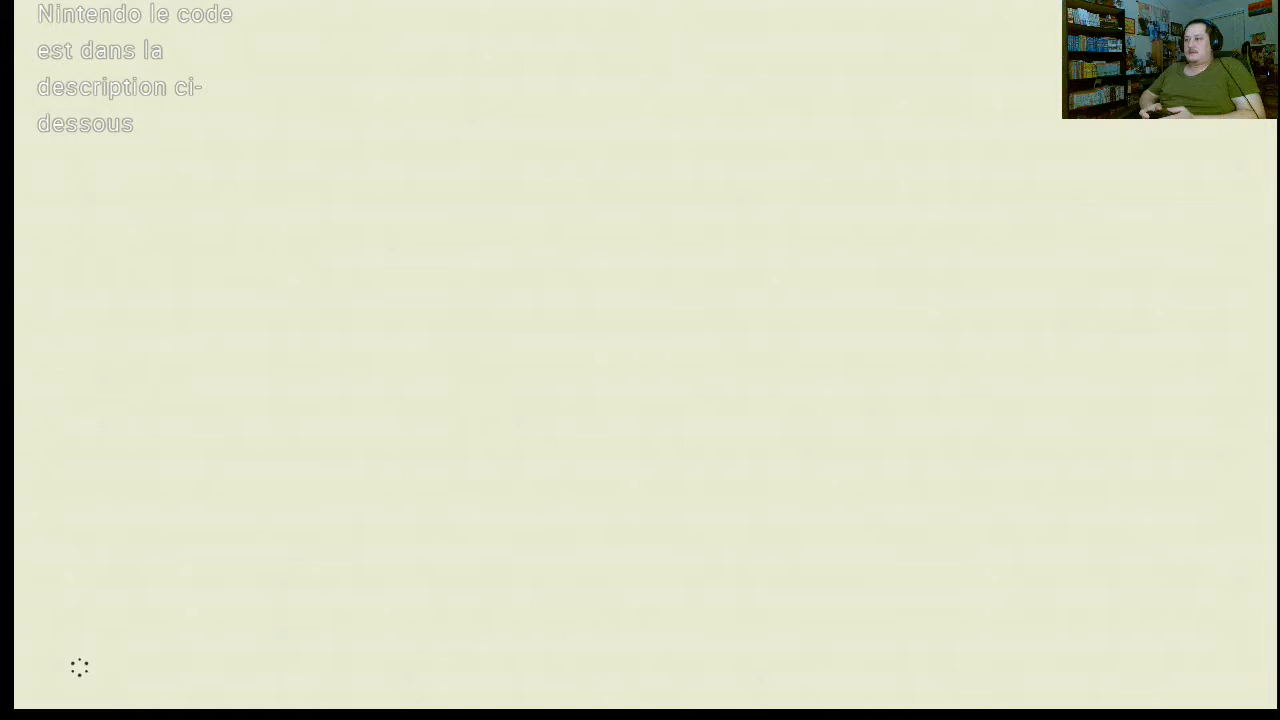 Nintendo le code
est dans la
description ci-
dessous